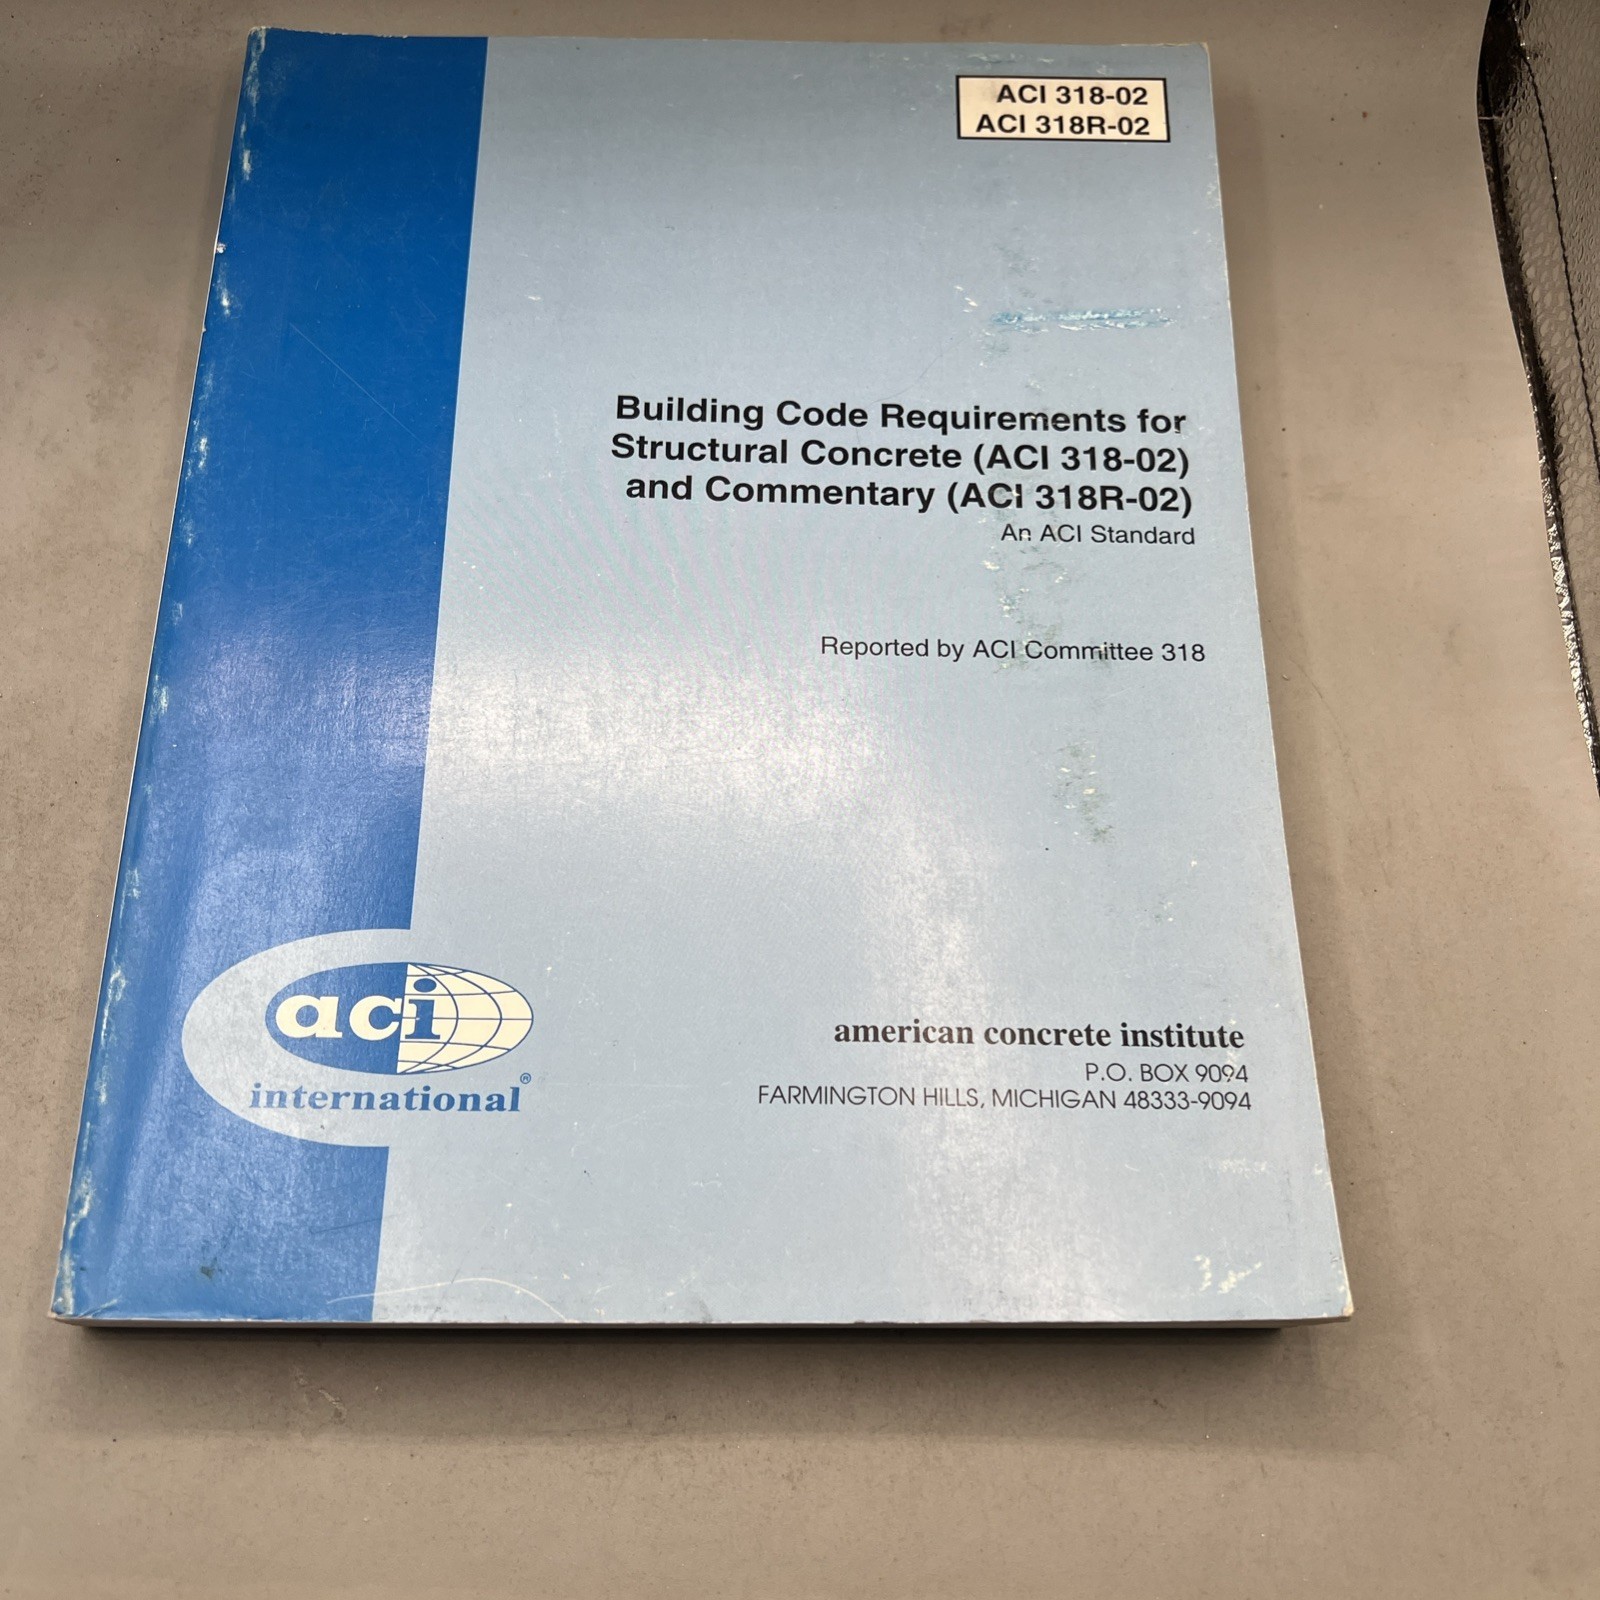 ACI 318-02
ACI 318R-02
Building Code Requirements for
Structural Concrete (ACI 318-02)
and Commentary (ACI 318R-02)
An ACI Standard
Reported by ACI Committee 318
aci
international®
american concrete institute
P.O. BOX 9094
FARMINGTON HILLS, MICHIGAN 48333-9094